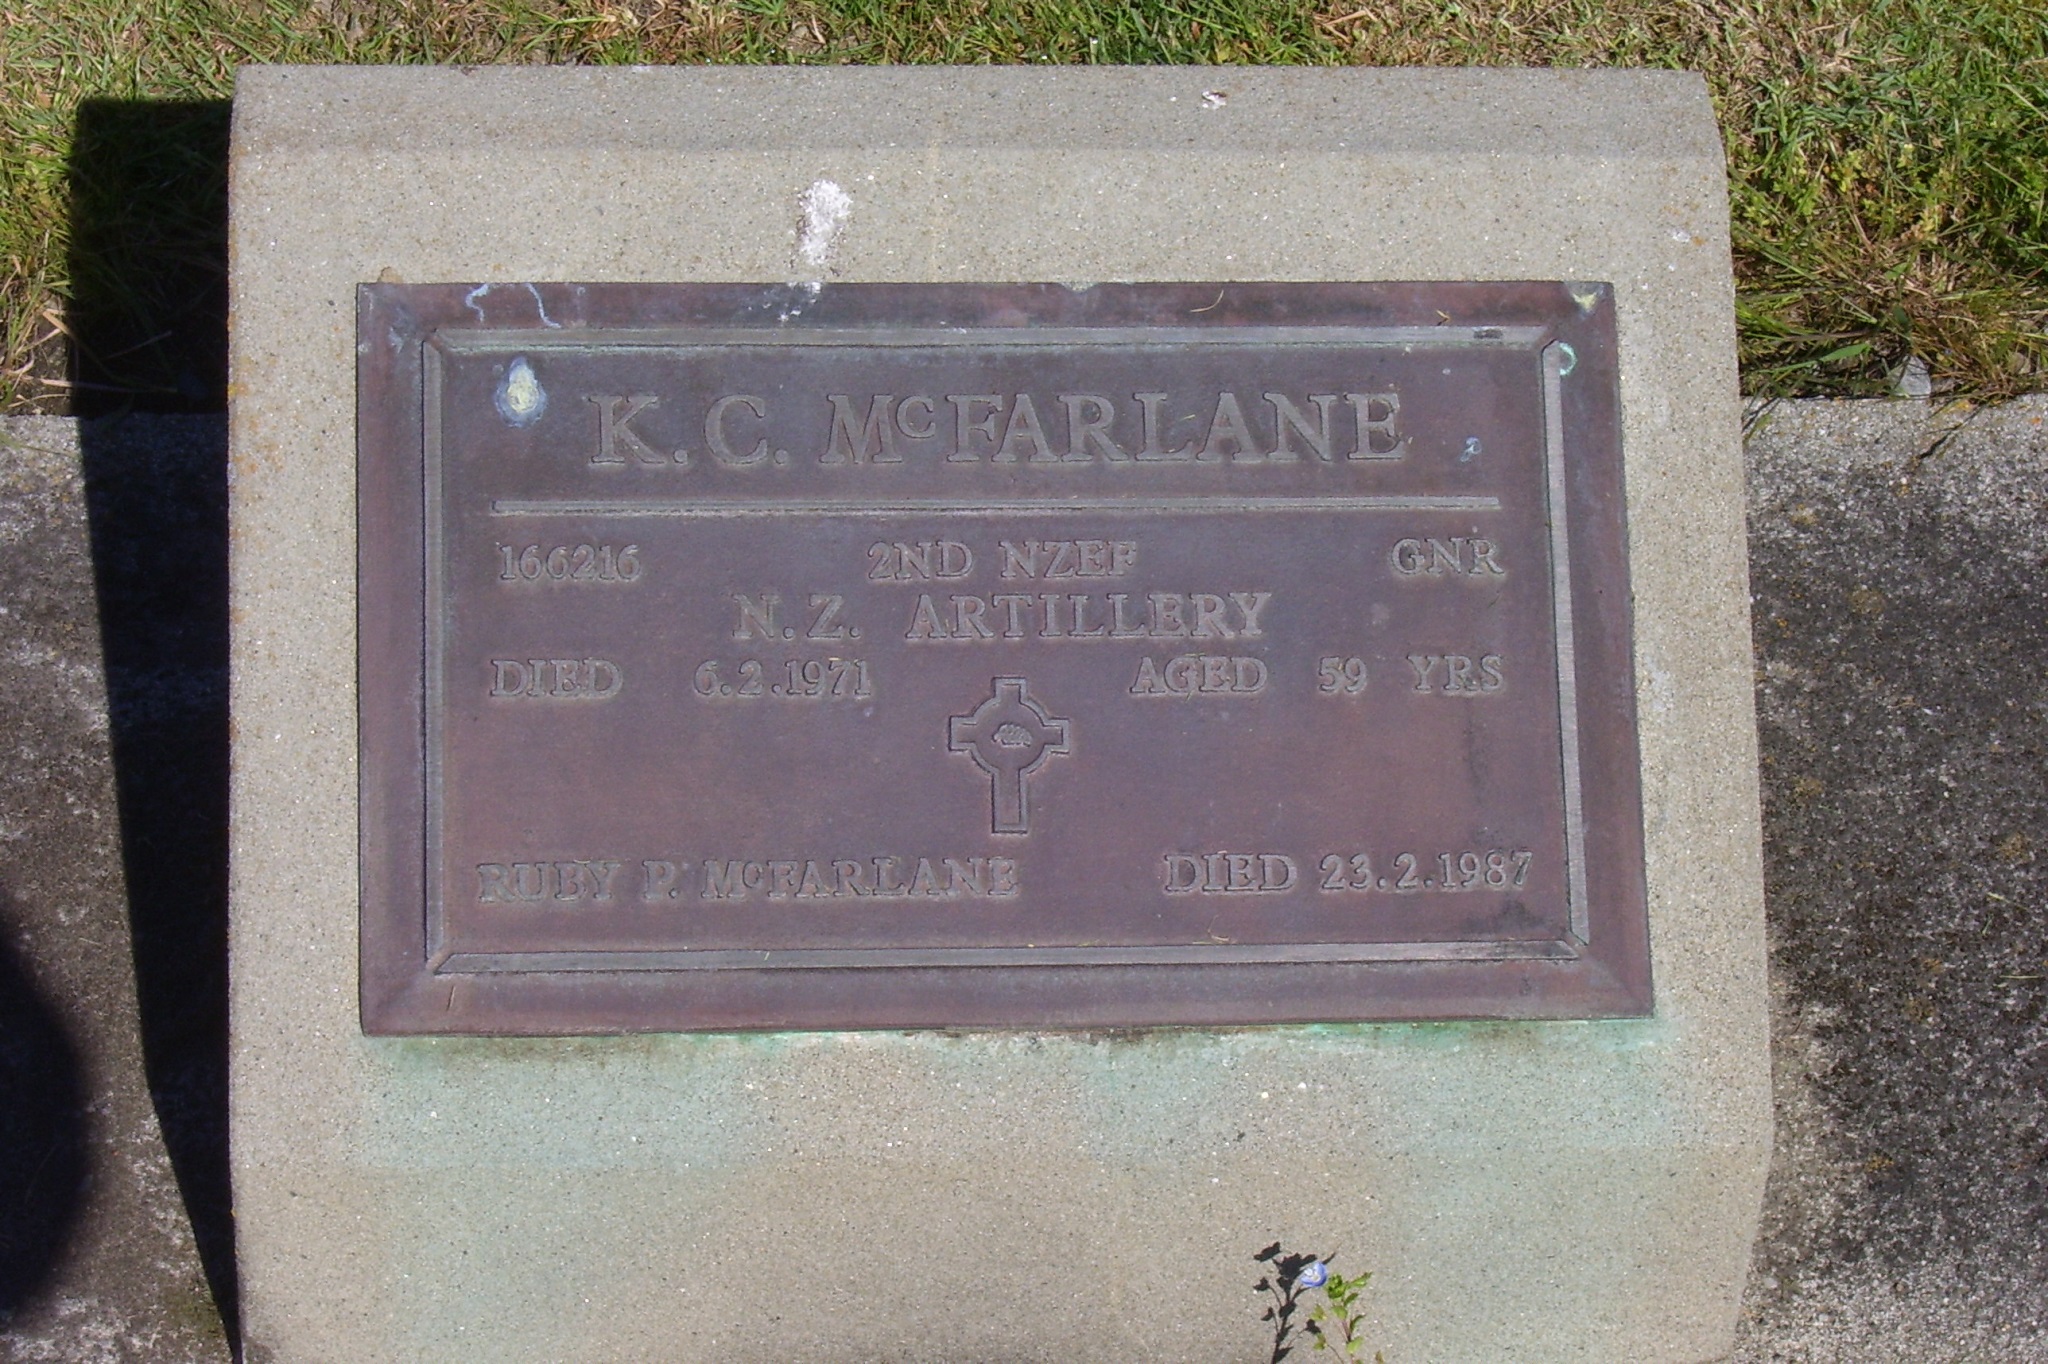 K.C. McFARLANE
166216 2ND NZEF GNR
N.Z. ARTILLERY
DIED 6.2.1971 AGED 59 YRS
RUBY P. McFARLANE DIED 23.2.1987